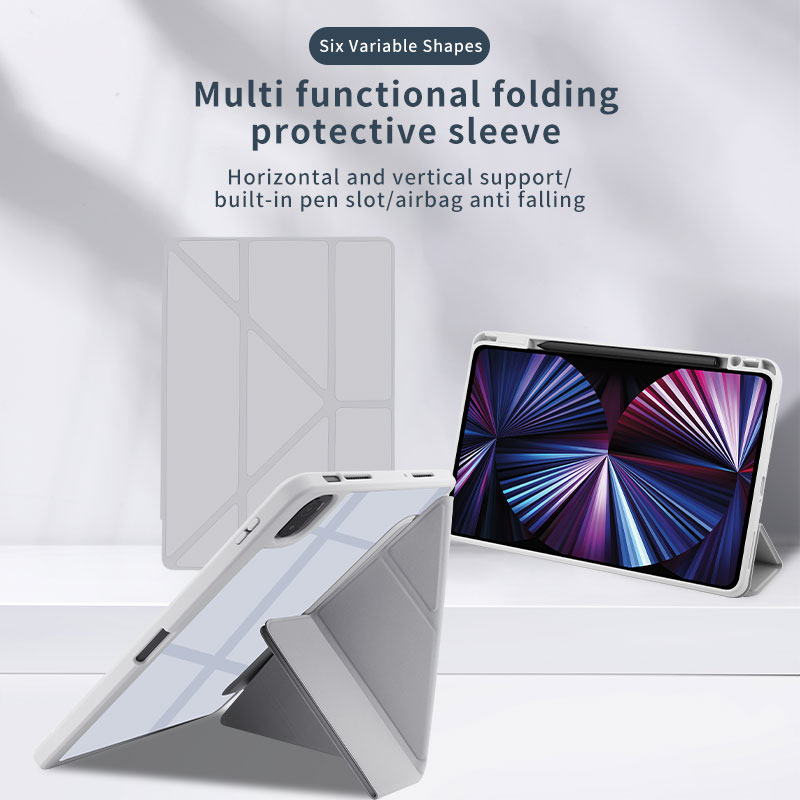 Six Variable Shapes
Multi functional folding
protective sleeve
Horizontal and vertical support/
built-in pen slot/airbag anti falling